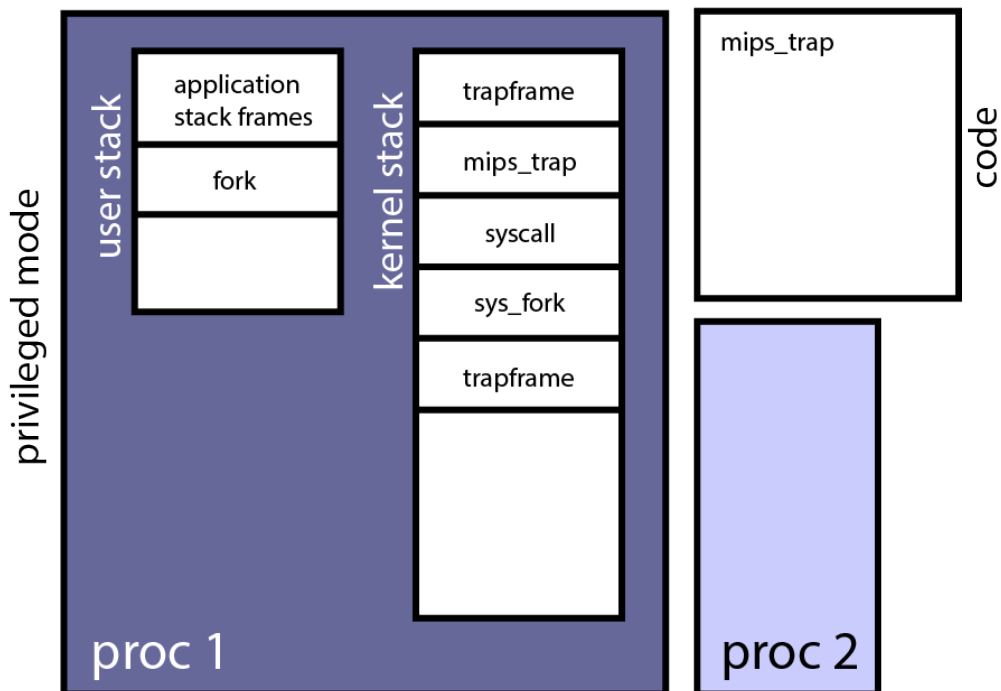 privileged mode
user stack
application
stack frames
fork
kernel stack
trapframe
mips_trap
syscall
sys_fork
trapframe
proc 1
mips_trap
code
proc 2